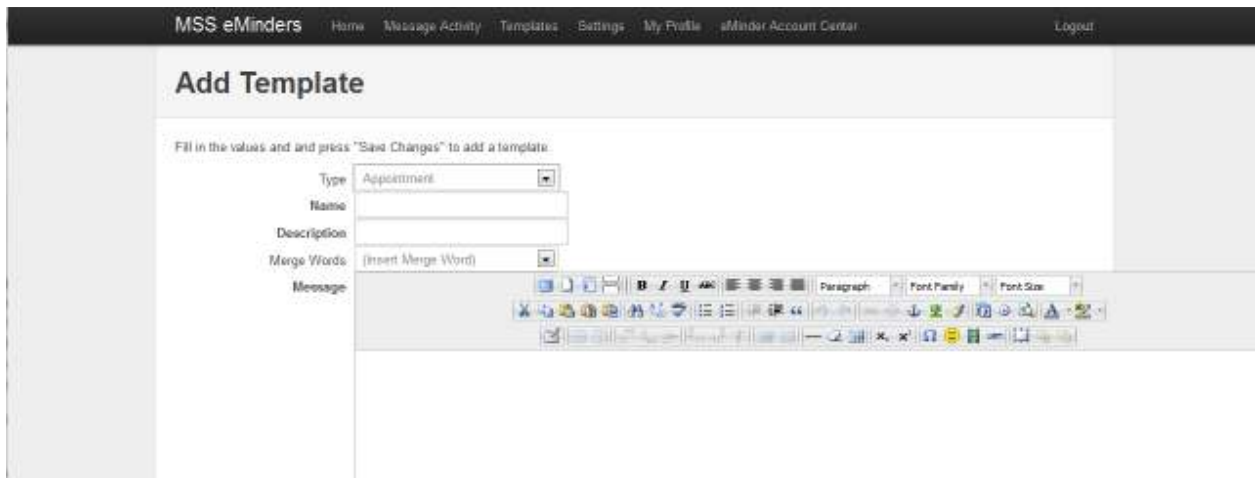 MSS eMinders Home Message Activity Templates Settings My Profile eMinder Account Center Logout
Add Template
Fill in the values and and press "Save Changes" to add a template.
Type Appointment
Name
Description
Merge Words (Insert Merge Word)
Message B I U ABC Paragraph Font Family Font Size